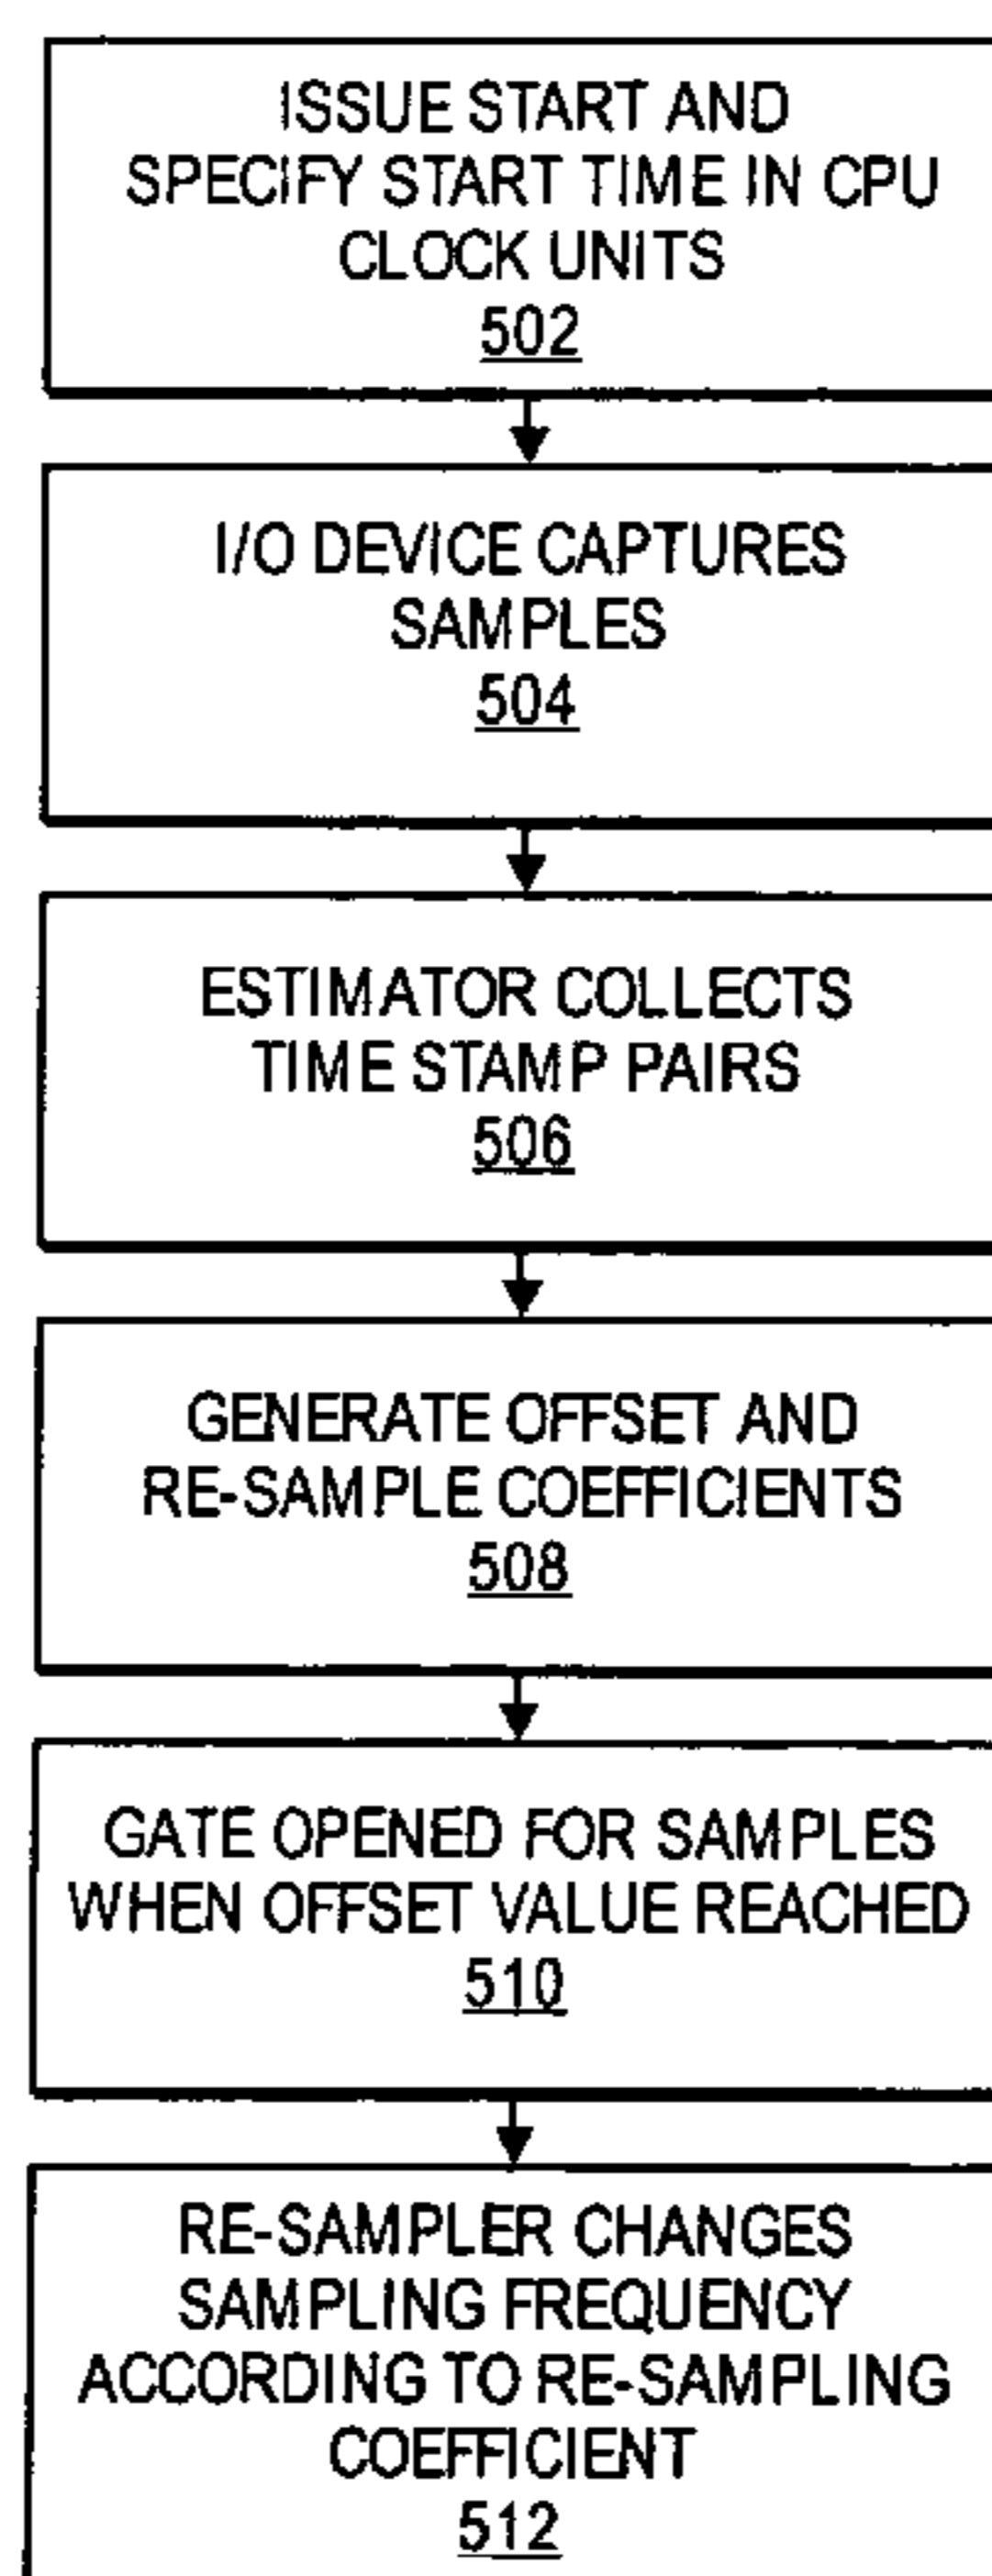 ISSUE START AND
SPECIFY START TIME IN CPU
CLOCK UNITS
502
I/O DEVICE CAPTURES
SAMPLES
504
ESTIMATOR COLLECTS
TIME STAMP PAIRS
506
GENERATE OFFSET AND
RE-SAMPLE COEFFICIENTS
508
GATE OPENED FOR SAMPLES
WHEN OFFSET VALUE REACHED
510
RE-SAMPLER CHANGES
SAMPLING FREQUENCY
ACCORDING TO RE-SAMPLING
COEFFICIENT
512